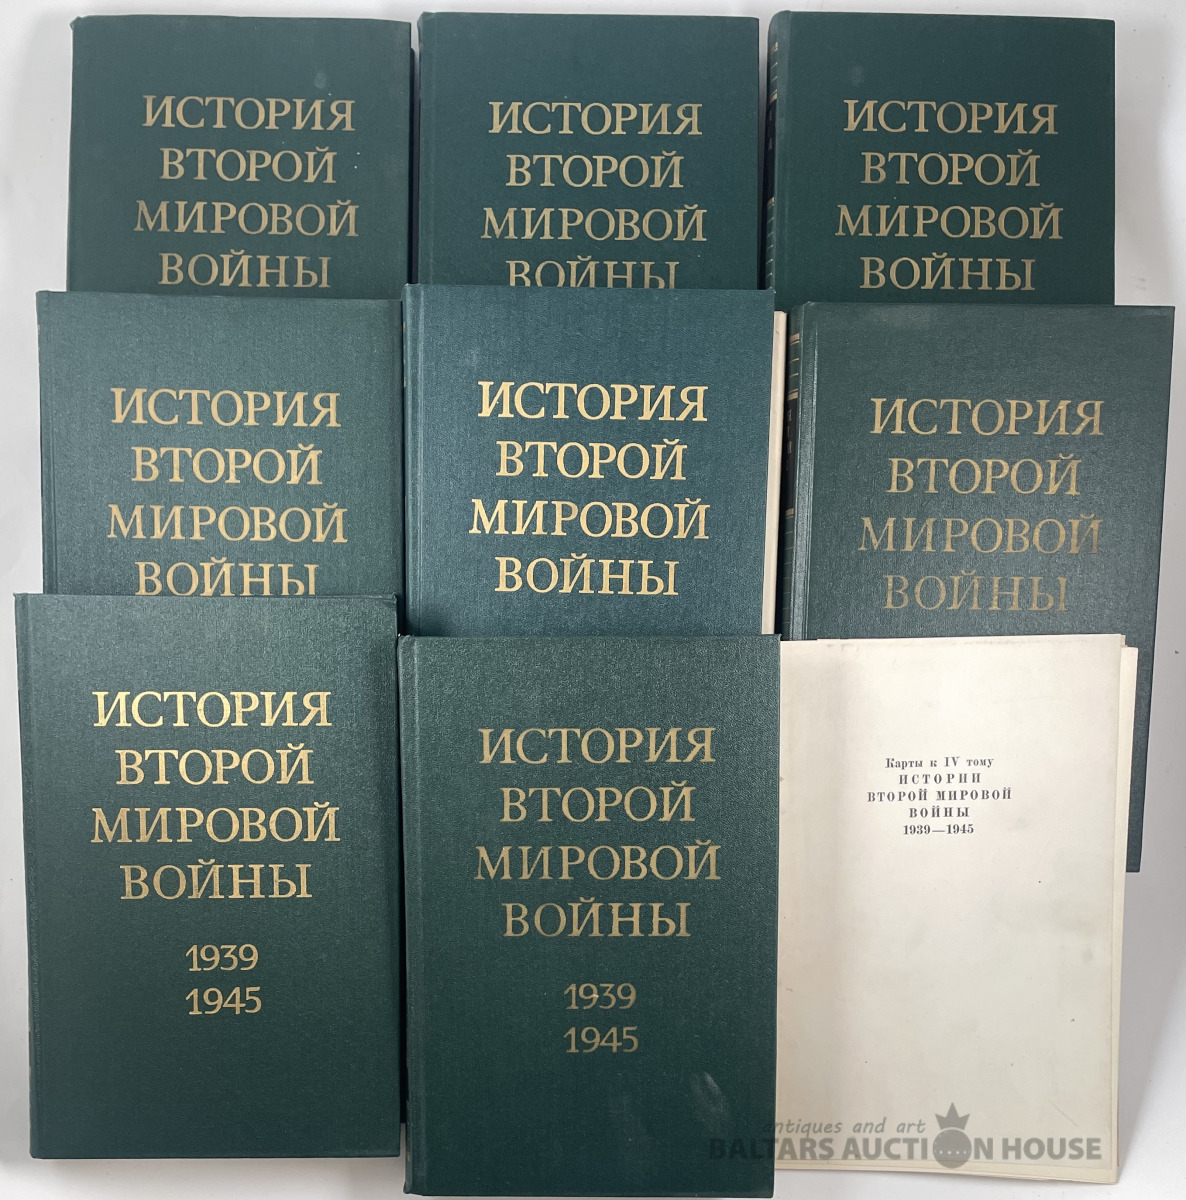 ИСТОРИЯ
ВТОРОЙ
МИРОВОЙ
ВОЙНЫ
ИСТОРИЯ
ВТОРОЙ
МИРОВОЙ
ВОЙНЫ
ИСТОРИЯ
ВТОРОЙ
МИРОВОЙ
ВОЙНЫ
ИСТОРИЯ
ВТОРОЙ
МИРОВОЙ
ВОЙНЫ
ИСТОРИЯ
ВТОРОЙ
МИРОВОЙ
ВОЙНЫ
ИСТОРИЯ
ВТОРОЙ
МИРОВОЙ
ВОЙНЫ
ИСТОРИЯ
ВТОРОЙ
МИРОВОЙ
ВОЙНЫ
1939
1945
ИСТОРИЯ
ВТОРОЙ
МИРОВОЙ
ВОЙНЫ
1939
1945
Карты к IV тому
ИСТОРИИ
ВТОРОЙ МИРОВОЙ
ВОЙНЫ
1939—1945
antiques and art
BALTARS AUCTION HOUSE